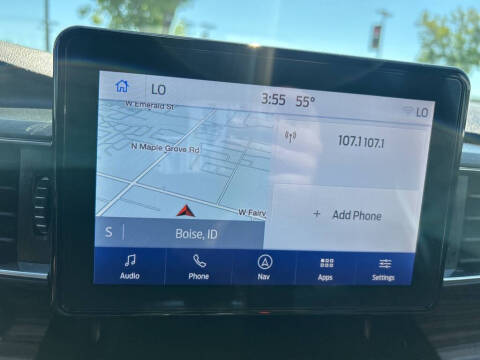 LO 3:55 55° LO
W Emerald St
N Maple Grove Rd
107.1 107.1
W Fairv
+ Add Phone
S Boise, ID
Audio Phone Nav Apps Settings